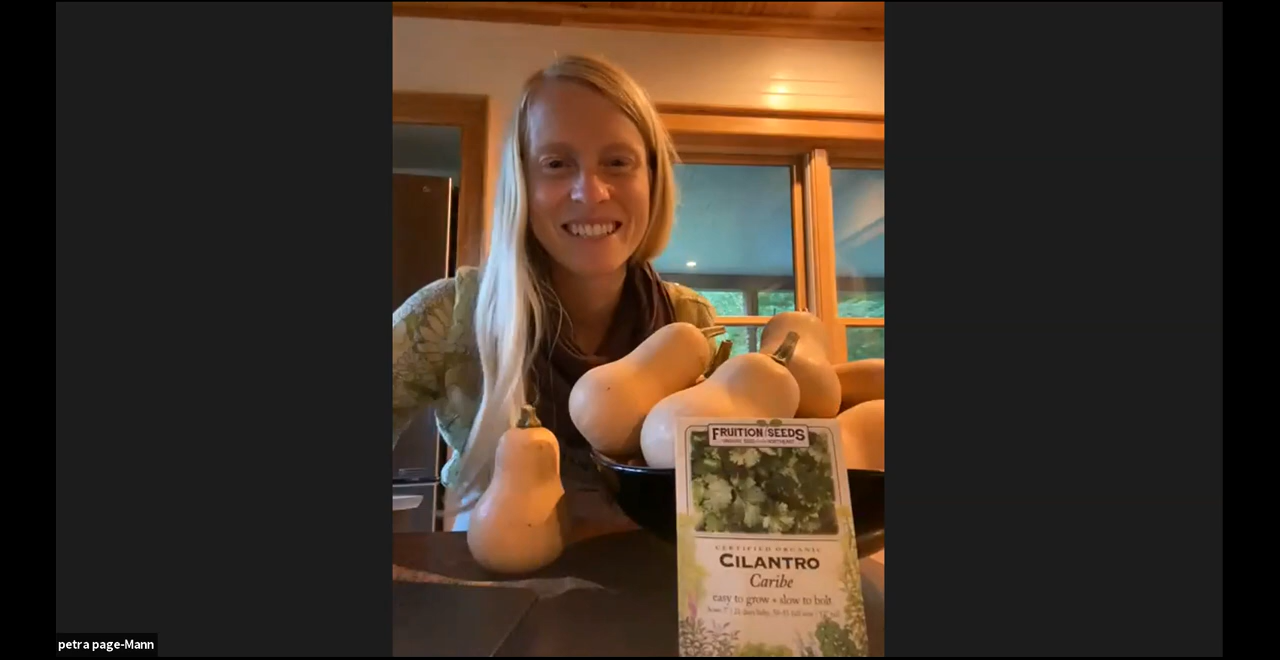 FRUITION SEEDS
CERTIFIED ORGANIC
CILANTRO
Caribe
easy to grow + slow to bolt
petra page-Mann